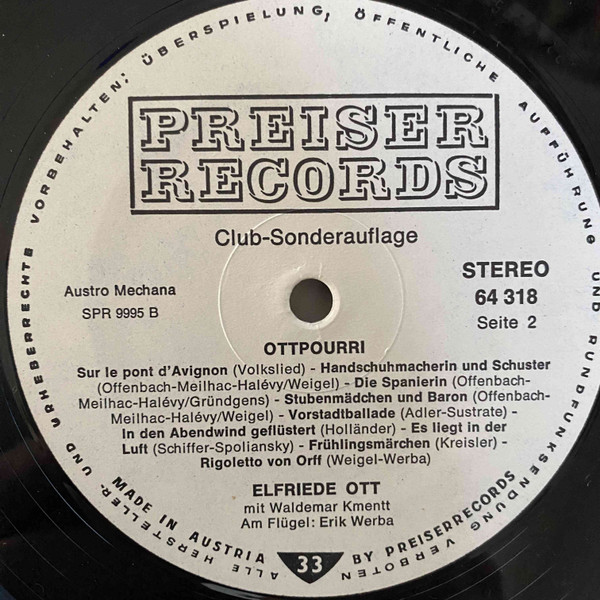 ALLE HERSTELLER- UND URHEBERRECHTE VORBEHALTEN; ÜBERSPIELUNG, ÖFFENTLICHE AUFFÜHRUNG UND RUNDFUNKSENDUNG VERBOTEN
PREISER
RECORDS
Club-Sonderauflage
Austro Mechana
SPR 9995 B
STEREO
64 318
Seite 2
OTTPOURRI
Sur le pont d'Avignon (Volkslied) - Handschuhmacherin und Schuster
(Offenbach-Meilhac-Halévy/Weigel) - Die Spanierin (Offenbach-
Meilhac-Halévy/Gründgens) - Stubenmädchen und Baron (Offenbach-
Meilhac-Halévy/Weigel) - Vorstadtballade (Adler-Sustrate) -
In den Abendwind geflüstert (Holländer) - Es liegt in der
Luft (Schiffer-Spoliansky) - Frühlingsmärchen (Kreisler) -
Rigoletto von Orff (Weigel-Werba)
ELFRIEDE OTT
mit Waldemar Kmentt
Am Flügel: Erik Werba
MADE IN AUSTRIA
33
BY PREISERRECORDS